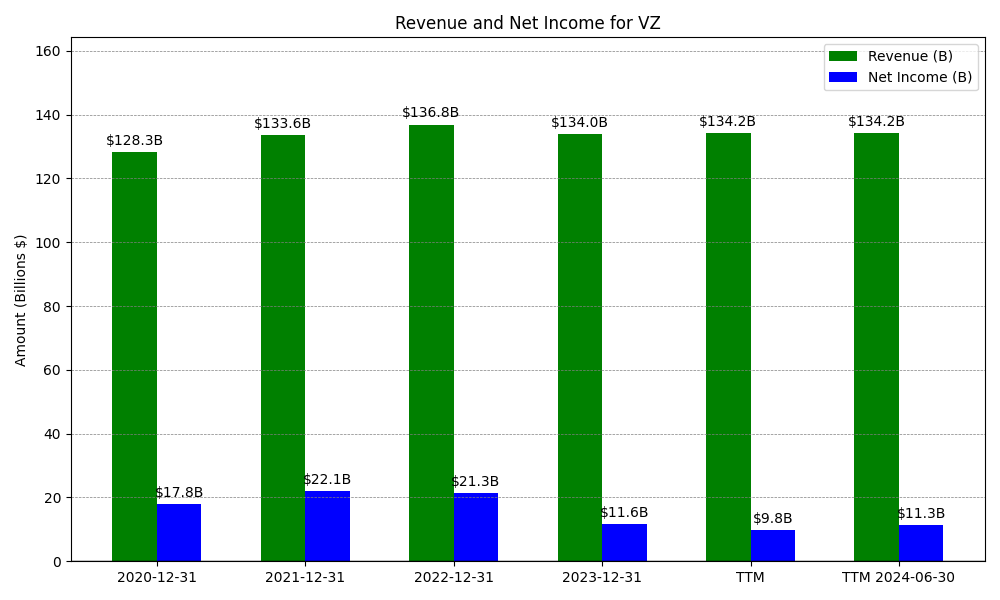 Revenue and Net Income for VZ
Revenue (B)
Net Income (B)
Amount (Billions $)
160
140
120
100
80
60
40
20
0
$128.3B
$133.6B
$136.8B
$134.0B
$134.2B
$134.2B
$17.8B
$22.1B
$21.3B
$11.6B
$9.8B
$11.3B
2020-12-31
2021-12-31
2022-12-31
2023-12-31
TTM
TTM 2024-06-30